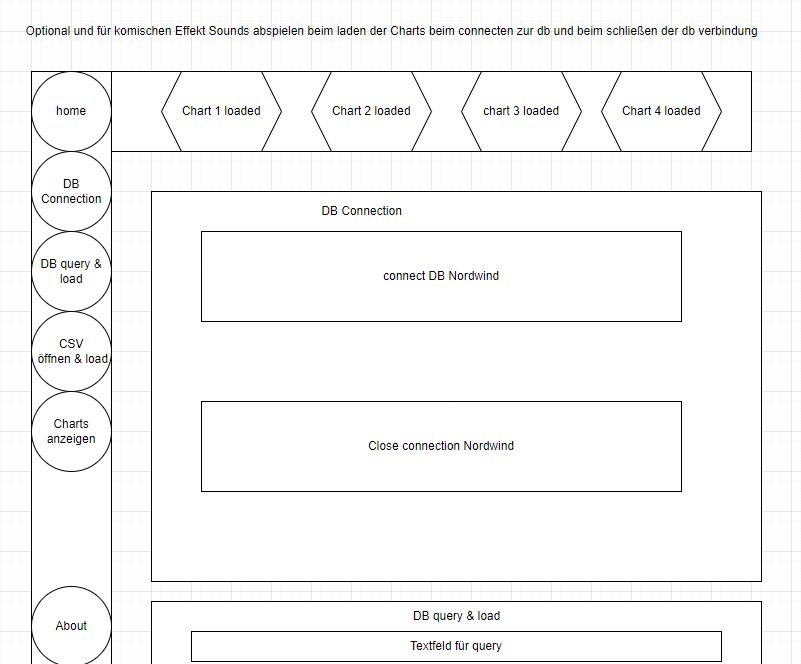 Optional und für komischen Effekt Sounds abspielen beim laden der Charts beim connecten zur db und beim schließen der db verbindung
home
Chart 1 loaded
Chart 2 loaded
chart 3 loaded
Chart 4 loaded
DB
Connection
DB Connection
DB query &
load
connect DB Nordwind
CSV
öffnen & load
Charts
anzeigen
Close connection Nordwind
About
DB query & load
Textfeld für query